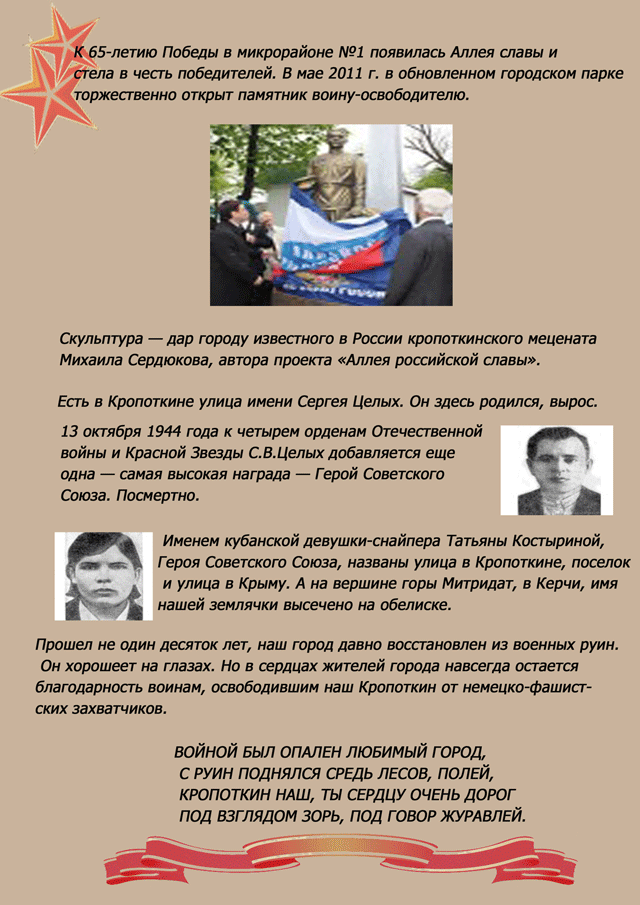 К 65-летию Победы в микрорайоне №1 появилась Аллея славы и
стела в честь победителей. В мае 2011 г. в обновленном городском парке
торжественно открыт памятник воину-освободителю.
Скульптура — дар городу известного в России кропоткинского мецената
Михаила Сердюкова, автора проекта «Аллея российской славы».
Есть в Кропоткине улица имени Сергея Целых. Он здесь родился, вырос.
13 октября 1944 года к четырем орденам Отечественной
войны и Красной Звезды С.В.Целых добавляется еще
одна — самая высокая награда — Герой Советского
Союза. Посмертно.
Именем кубанской девушки-снайпера Татьяны Костыриной,
Героя Советского Союза, названы улица в Кропоткине, поселок
и улица в Крыму. А на вершине горы Митридат, в Керчи, имя
нашей землячки высечено на обелиске.
Прошел не один десяток лет, наш город давно восстановлен из военных руин.
Он хорошеет на глазах. Но в сердцах жителей города навсегда остается
благодарность воинам, освободившим наш Кропоткин от немецко-фашист-
ских захватчиков.
ВОЙНОЙ БЫЛ ОПАЛЕН ЛЮБИМЫЙ ГОРОД,
С РУИН ПОДНЯЛСЯ СРЕДЬ ЛЕСОВ, ПОЛЕЙ,
КРОПОТКИН НАШ, ТЫ СЕРДЦУ ОЧЕНЬ ДОРОГ
ПОД ВЗГЛЯДОМ ЗОРЬ, ПОД ГОВОР ЖУРАВЛЕЙ.